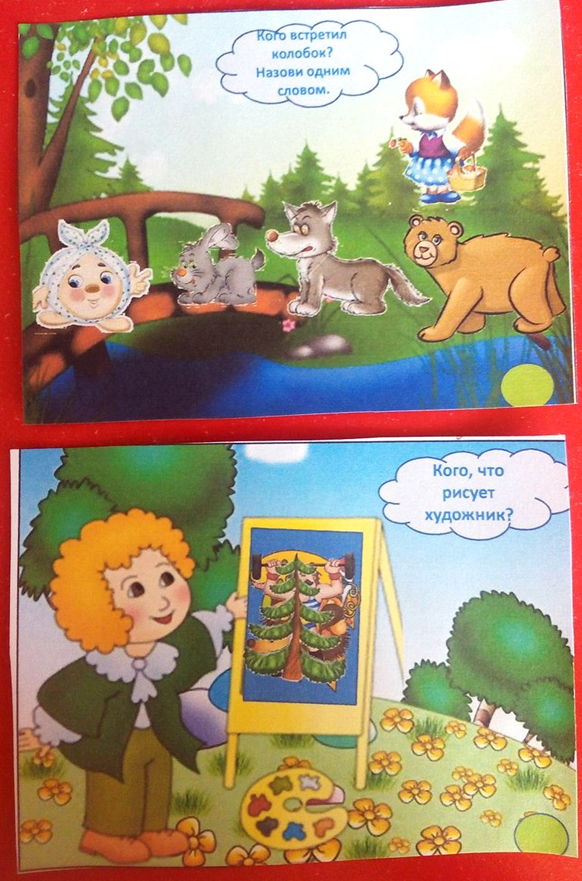 Кого встретил
колобок?
Назови одним
словом.
Кого, что
рисует
художник?